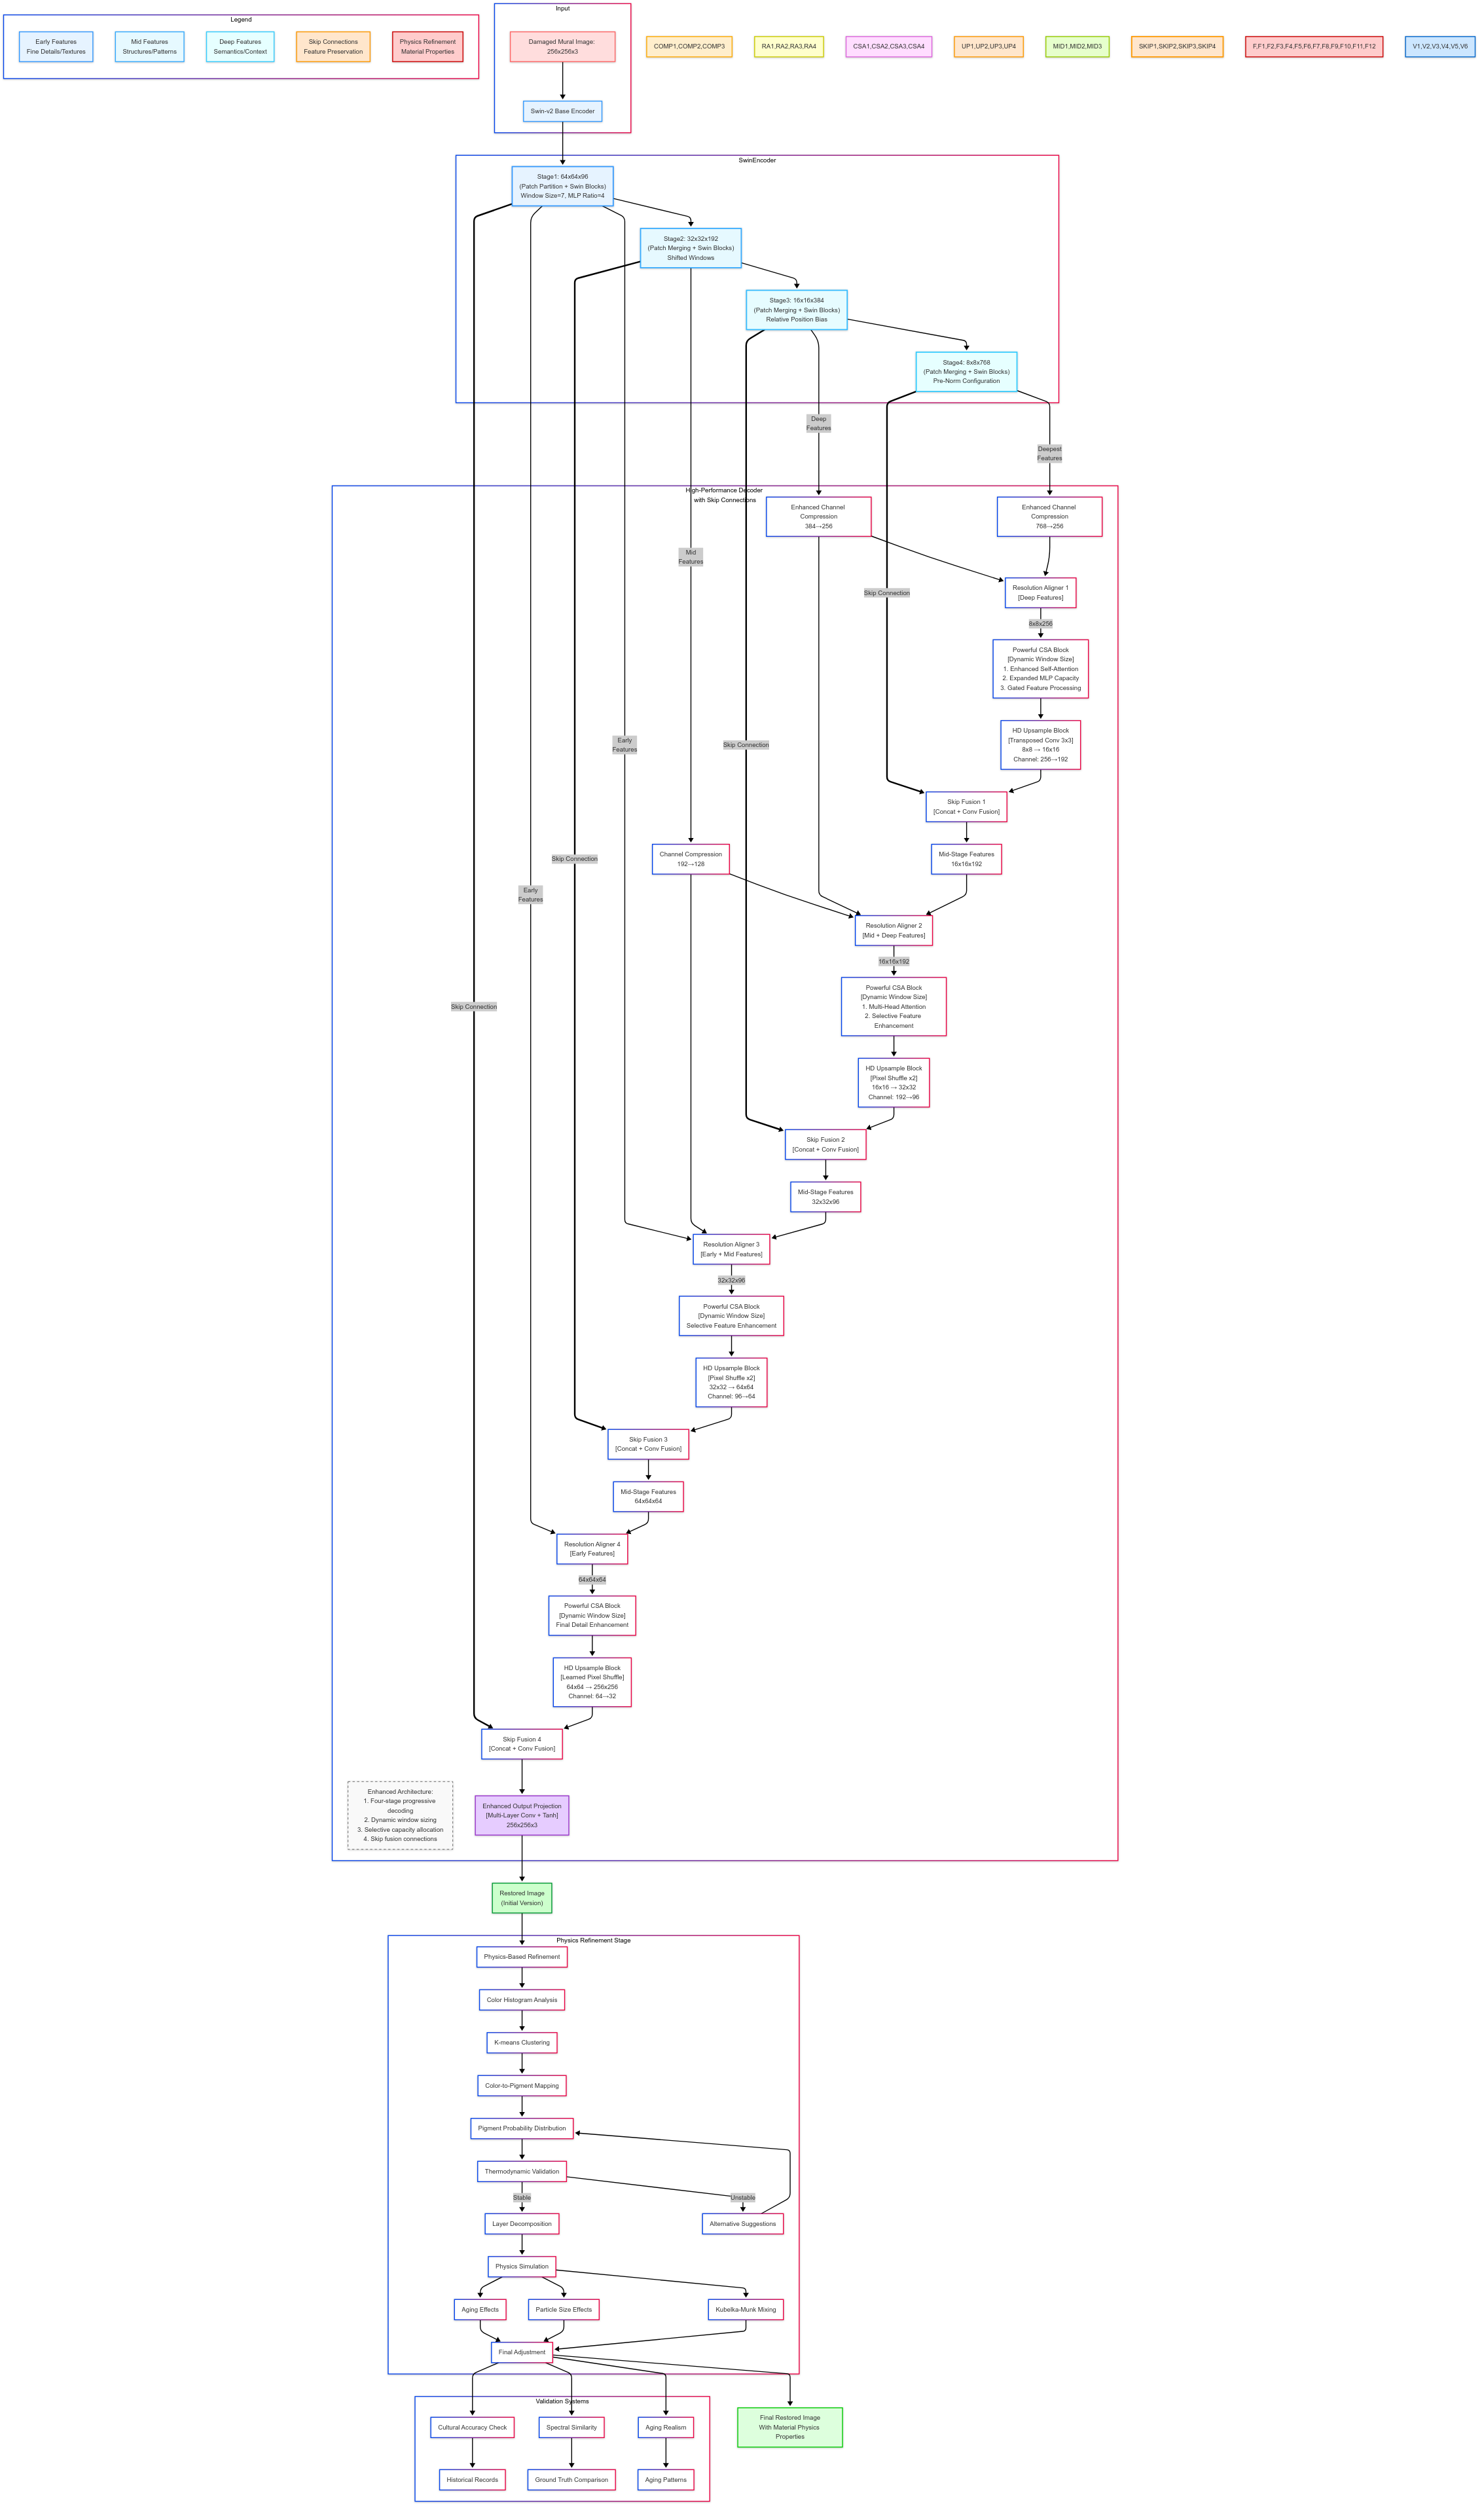 Legend
Early Features
Fine Details/Textures
Mid Features
Structures/Patterns
Deep Features
Semantics/Context
Skip Connections
Feature Preservation
Physics Refinement
Material Properties
Input
Damaged Mural Image:
256x256x3
Swin-v2 Base Encoder
COMP1,COMP2,COMP3
RA1,RA2,RA3,RA4
CSA1,CSA2,CSA3,CSA4
UP1,UP2,UP3,UP4
MID1,MID2,MID3
SKIP1,SKIP2,SKIP3,SKIP4
F,F1,F2,F3,F4,F5,F6,F7,F8,F9,F10,F11,F12
V1,V2,V3,V4,V5,V6
SwinEncoder
Stage1: 64x64x96
(Patch Partition + Swin Blocks)
Window Size=7, MLP Ratio=4
Stage2: 32x32x192
(Patch Merging + Swin Blocks)
Shifted Windows
Stage3: 16x16x384
(Patch Merging + Swin Blocks)
Relative Position Bias
Stage4: 8x8x768
(Patch Merging + Swin Blocks)
Pre-Norm Configuration
Deep
Features
Deepest
Features
High-Performance Decoder
with Skip Connections
Enhanced Channel
Compression
384→256
Enhanced Channel
Compression
768→256
Mid
Features
Skip Connection
Resolution Aligner 1
[Deep Features]
8x8x256
Powerful CSA Block
[Dynamic Window Size]
1. Enhanced Self-Attention
2. Expanded MLP Capacity
3. Gated Feature Processing
Early
Features
Skip Connection
HD Upsample Block
[Transposed Conv 3x3]
8x8 → 16x16
Channel: 256→192
Skip Fusion 1
[Concat + Conv Fusion]
Skip Connection
Channel Compression
192→128
Mid-Stage Features
16x16x192
Early
Features
Resolution Aligner 2
[Mid + Deep Features]
16x16x192
Skip Connection
Powerful CSA Block
[Dynamic Window Size]
1. Multi-Head Attention
2. Selective Feature
Enhancement
HD Upsample Block
[Pixel Shuffle x2]
16x16 → 32x32
Channel: 192→96
Skip Fusion 2
[Concat + Conv Fusion]
Mid-Stage Features
32x32x96
Resolution Aligner 3
[Early + Mid Features]
32x32x96
Powerful CSA Block
[Dynamic Window Size]
Selective Feature Enhancement
HD Upsample Block
[Pixel Shuffle x2]
32x32 → 64x64
Channel: 96→64
Skip Fusion 3
[Concat + Conv Fusion]
Mid-Stage Features
64x64x64
Resolution Aligner 4
[Early Features]
64x64x64
Powerful CSA Block
[Dynamic Window Size]
Final Detail Enhancement
HD Upsample Block
[Learned Pixel Shuffle]
64x64 → 256x256
Channel: 64→32
Skip Fusion 4
[Concat + Conv Fusion]
Enhanced Architecture:
1. Four-stage progressive
decoding
2. Dynamic window sizing
3. Selective capacity allocation
4. Skip fusion connections
Enhanced Output Projection
[Multi-Layer Conv + Tanh]
256x256x3
Restored Image
(Initial Version)
Physics Refinement Stage
Physics-Based Refinement
Color Histogram Analysis
K-means Clustering
Color-to-Pigment Mapping
Pigment Probability Distribution
Thermodynamic Validation
Stable
Unstable
Layer Decomposition
Alternative Suggestions
Physics Simulation
Aging Effects
Particle Size Effects
Kubelka-Munk Mixing
Final Adjustment
Validation Systems
Cultural Accuracy Check
Spectral Similarity
Aging Realism
Final Restored Image
With Material Physics
Properties
Historical Records
Ground Truth Comparison
Aging Patterns